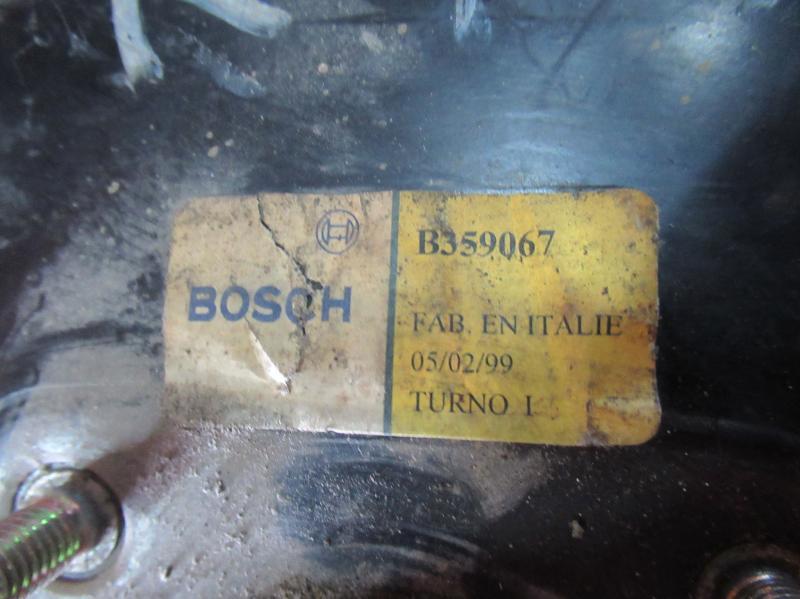 BOSCH
B359067
FAB. EN ITALIE
05/02/99
TURNO I